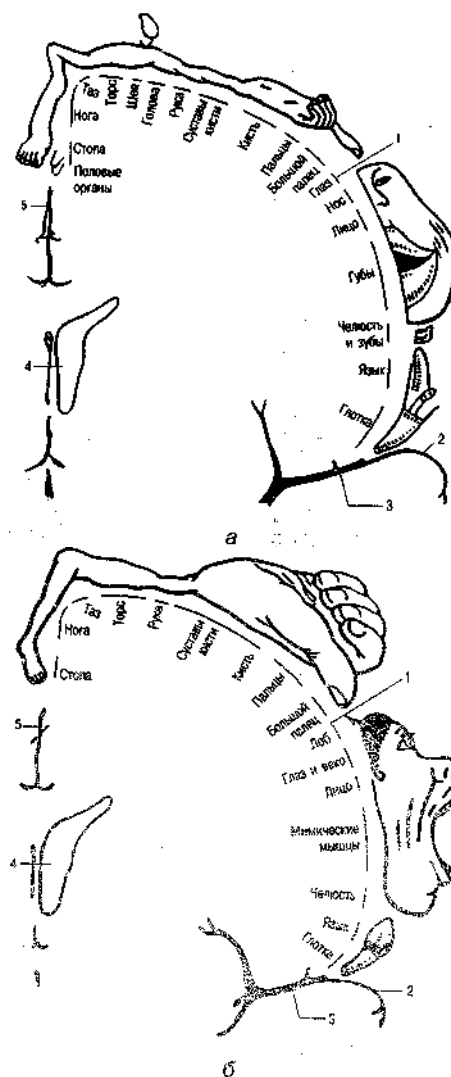 Таз
Торс
Шея
Голова
Рука
Суставы
кисти
Кисть
Пальцы
Большой
палец
Глаз
Нос
Лицо
Губы
Челюсть
и зубы
Язык
Глотка
Нога
Стопа
Половые
органы
1
5
4
2
3
а
Таз
Торс
Рука
Суставы
кисти
Кисть
Пальцы
Большой
палец
Лоб
Глаз и веко
Лицо
Мимические
мышцы
Челюсть
Язык
Глотка
Нога
Стопа
1
5
4
2
3
б